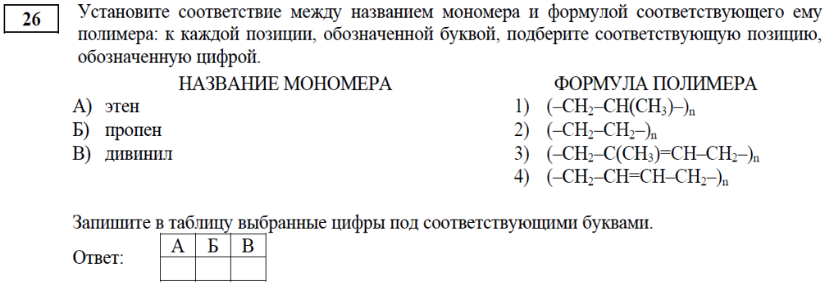 26
Установите соответствие между названием мономера и формулой соответствующего ему
полимера: к каждой позиции, обозначенной буквой, подберите соответствующую позицию,
обозначенную цифрой.
НАЗВАНИЕ МОНОМЕРА
А) этен
Б) пропен
В) дивинил
ФОРМУЛА ПОЛИМЕРА
1) (–CH₂–CH(CH₃)–)ₙ
2) (–CH₂–CH₂–)ₙ
3) (–CH₂–C(CH₃)=CH–CH₂–)ₙ
4) (–CH₂–CH=CH–CH₂–)ₙ
Запишите в таблицу выбранные цифры под соответствующими буквами.
Ответ:
А Б В